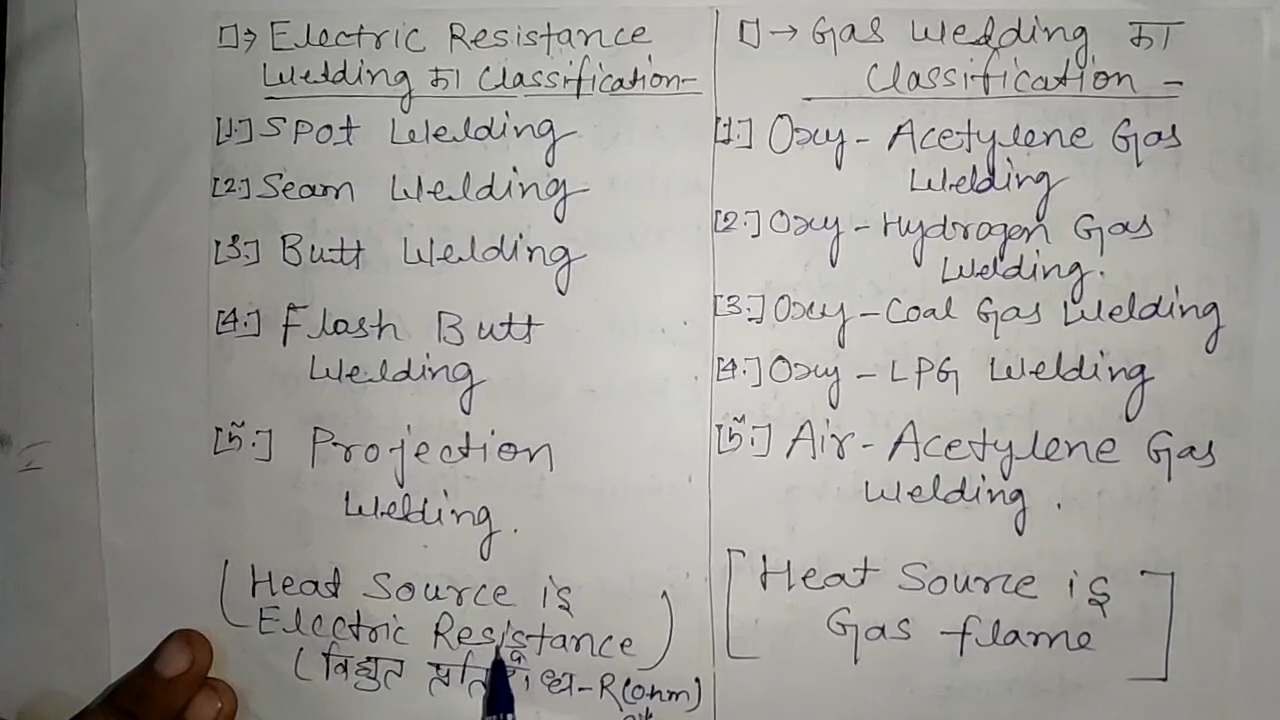 □→ Electric Resistance
Welding का Classification-
[1.] Spot Welding
[2.] Seam Welding
[3.] Butt Welding
[4.] Flash Butt
Welding
[5.] Projection
Welding.
(Heat Source is
Electric Resistance)
(विद्युत - R(ohm)
□→ Gas Welding का
Classification -
[1.] Oxy-Acetylene Gas
Welding
[2.] Oxy-Hydrogen Gas
Welding.
[3.] Oxy-Coal Gas Welding
[4.] Oxy-LPG Welding
[5.] Air-Acetylene Gas
Welding.
[Heat Source is
Gas flame]